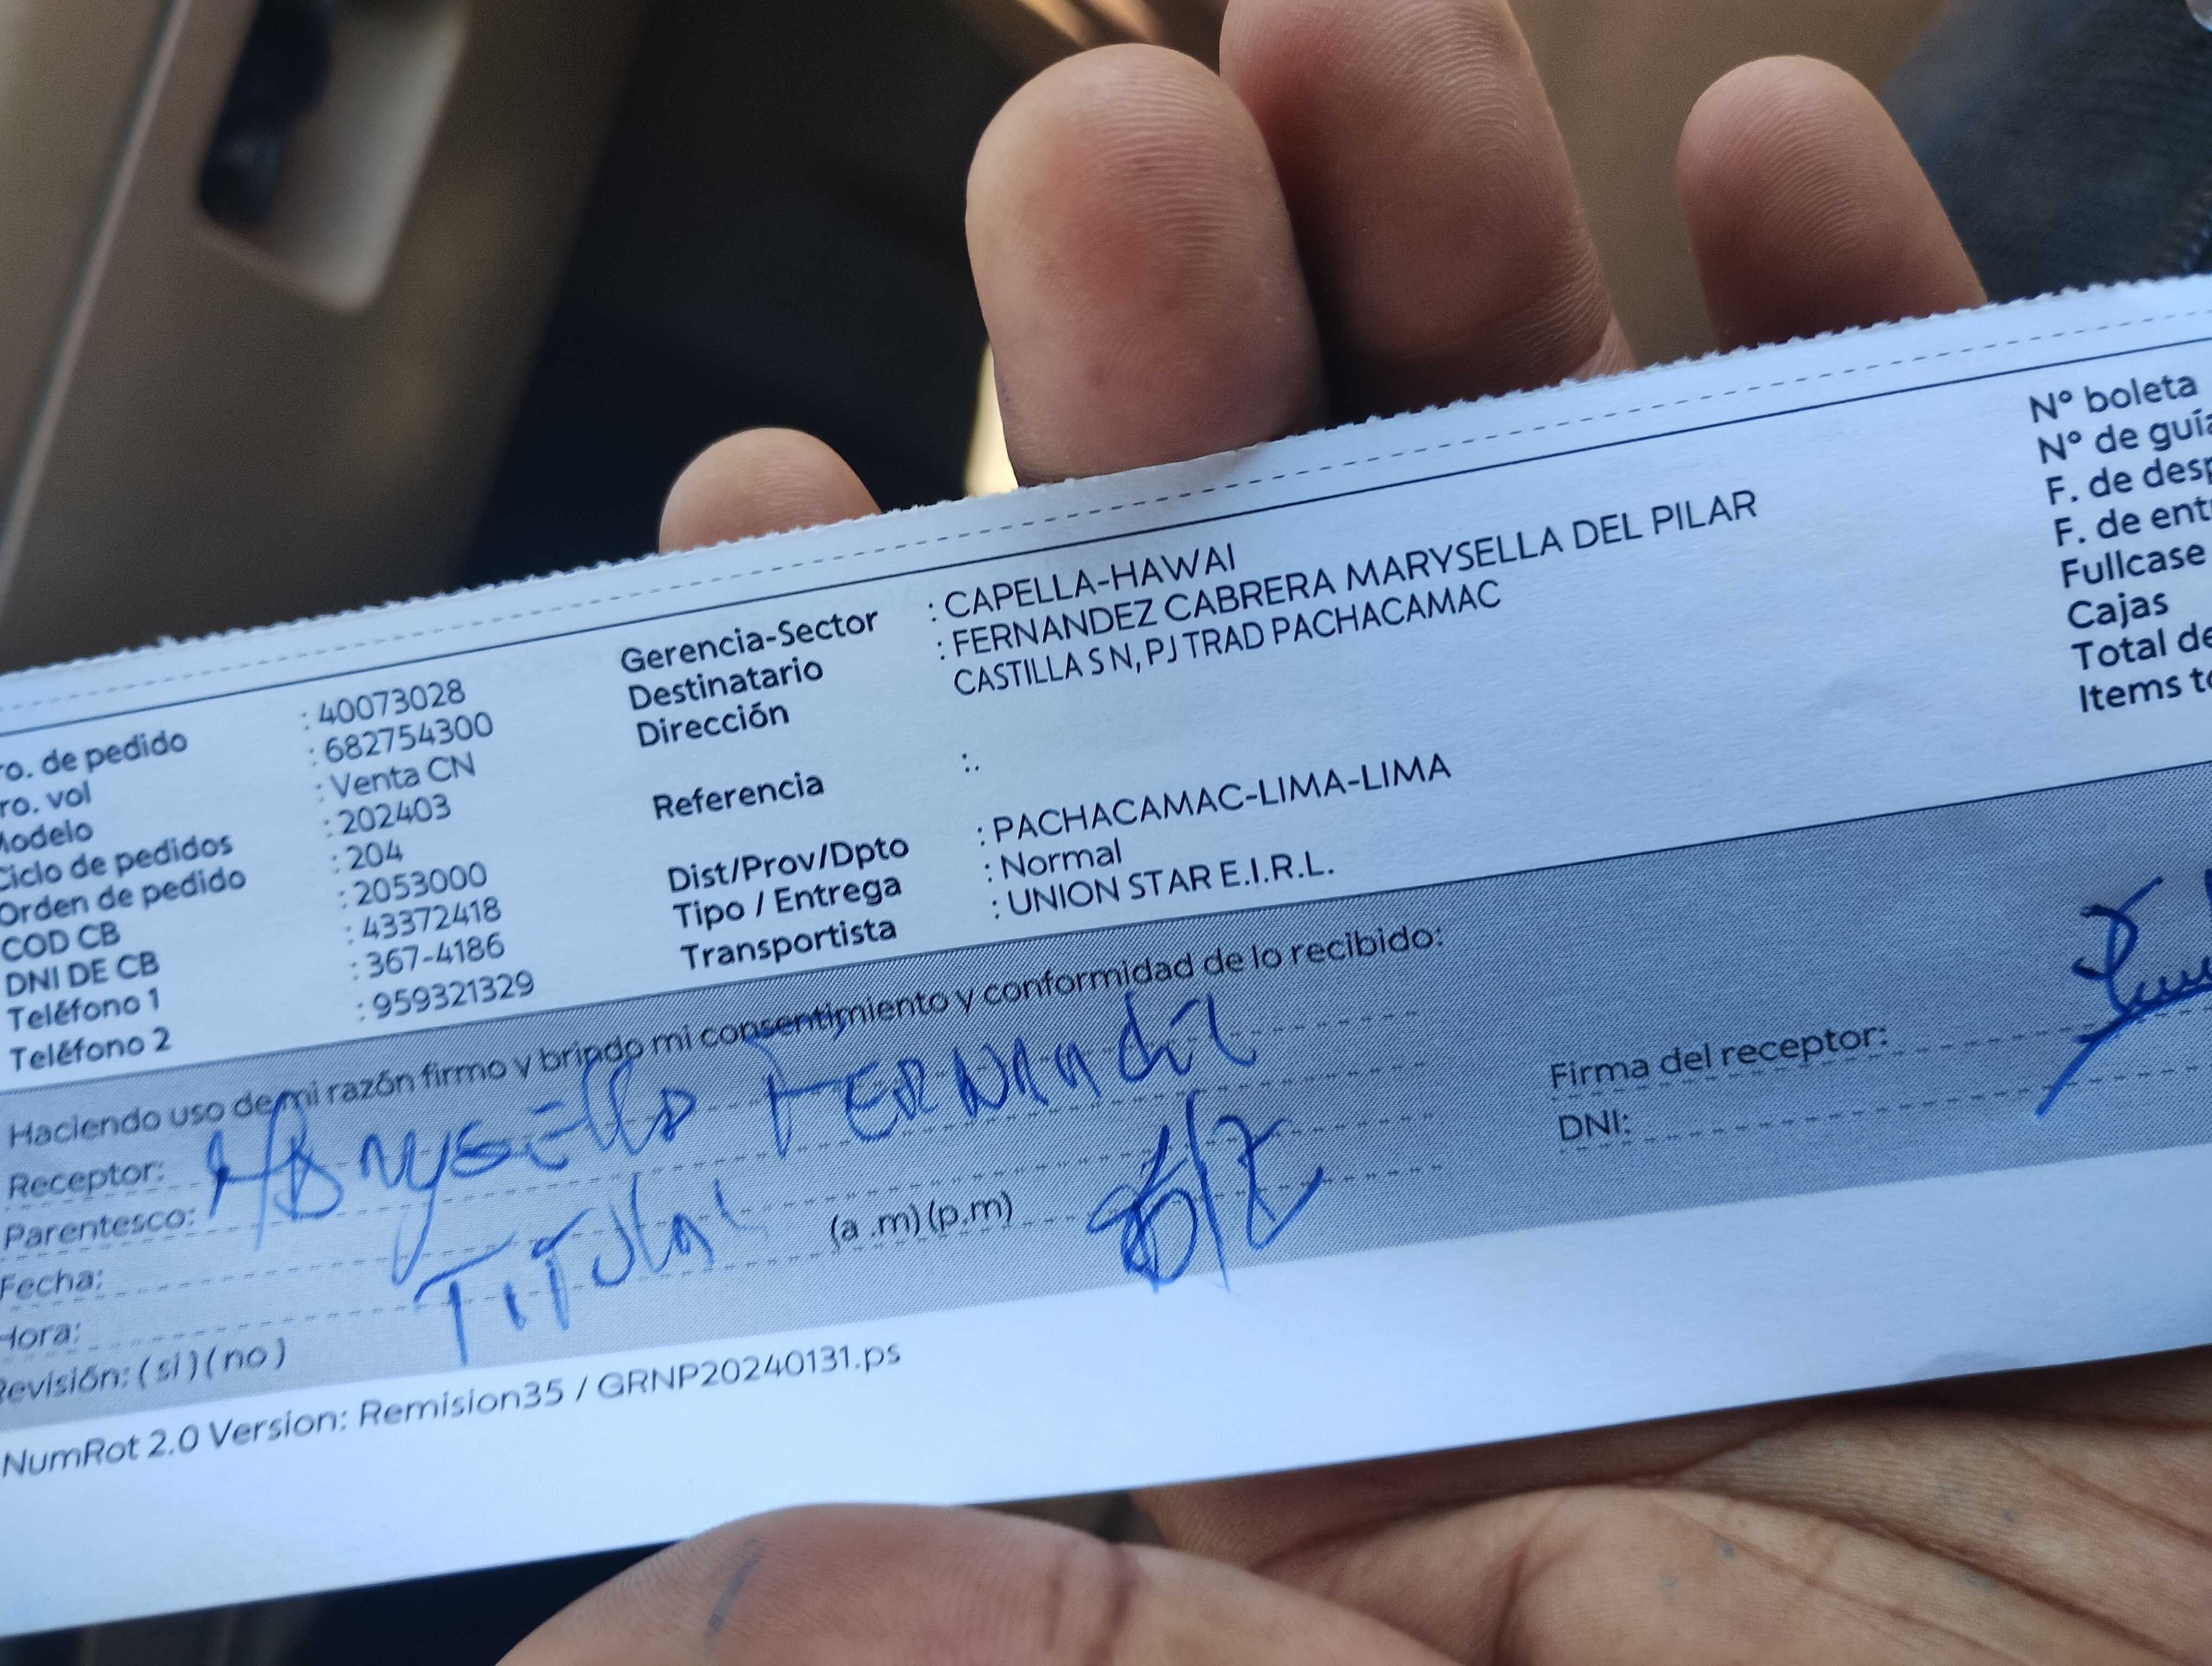 ro. de pedido : 40073028
ro. vol : 682754300
Modelo : Venta CN
Ciclo de pedidos : 202403
Orden de pedido : 204
COD CB : 2053000
DNI DE CB : 43372418
Teléfono 1 : 367-4186
Teléfono 2 : 959321329
Gerencia-Sector : CAPELLA-HAWAI
Destinatario : FERNANDEZ CABRERA MARYSELLA DEL PILAR
Dirección CASTILLA S N, PJ TRAD PACHACAMAC
Referencia :.
Dist/Prov/Dpto : PACHACAMAC-LIMA-LIMA
Tipo / Entrega : Normal
Transportista : UNION STAR E.I.R.L.
N° boleta
N° de guía
F. de desp
F. de ent
Fullcase
Cajas
Total de
Items to
Haciendo uso de mi razón firmo y brindo mi consentimiento y conformidad de lo recibido:
Receptor: Marysella Fernandez
Parentesco: Titular
Fecha:
Hora: (a .m) (p.m)
Revisión: ( si ) ( no )
Firma del receptor:
DNI:
NumRot 2.0 Version: Remision35 / GRNP20240131.ps